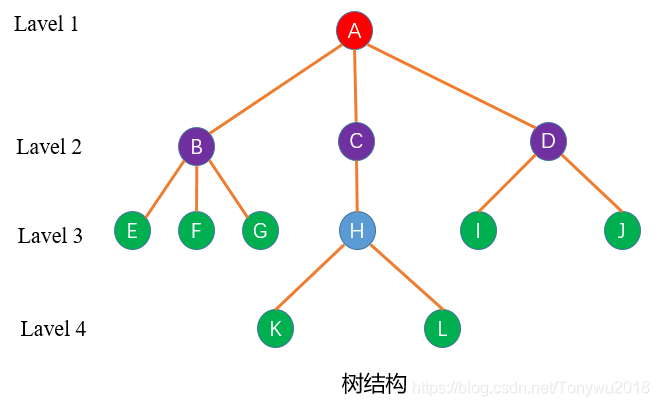 Lavel 1
A
Lavel 2
B
C
D
Lavel 3
E
F
G
H
I
J
Lavel 4
K
L
树结构
https://blog.csdn.net/Tonywu2018